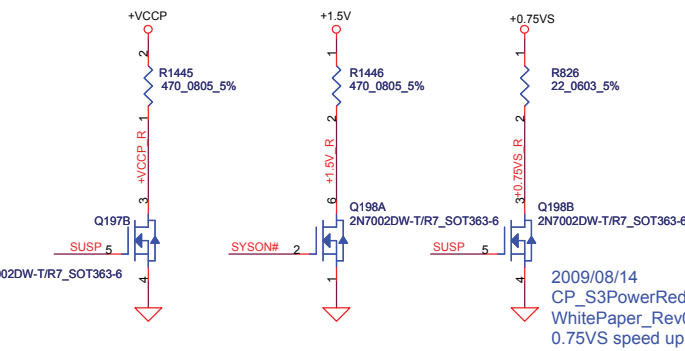 +VCCP
+1.5V
+0.75VS
2
1
1
R1445
470_0805_5%
R1446
470_0805_5%
R826
22_0603_5%
1
2
2
+VCCP_R
+1.5V_R
+0.75VS_R
3
6
3
Q197B
Q198A
2N7002DW-T/R7_SOT363-6
Q198B
2N7002DW-T/R7_SOT363-6
SUSP
5
SYSON#
2
SUSP
5
002DW-T/R7_SOT363-6
4
1
4
2009/08/14
CP_S3PowerRed
WhitePaper_Rev0
0.75VS speed up